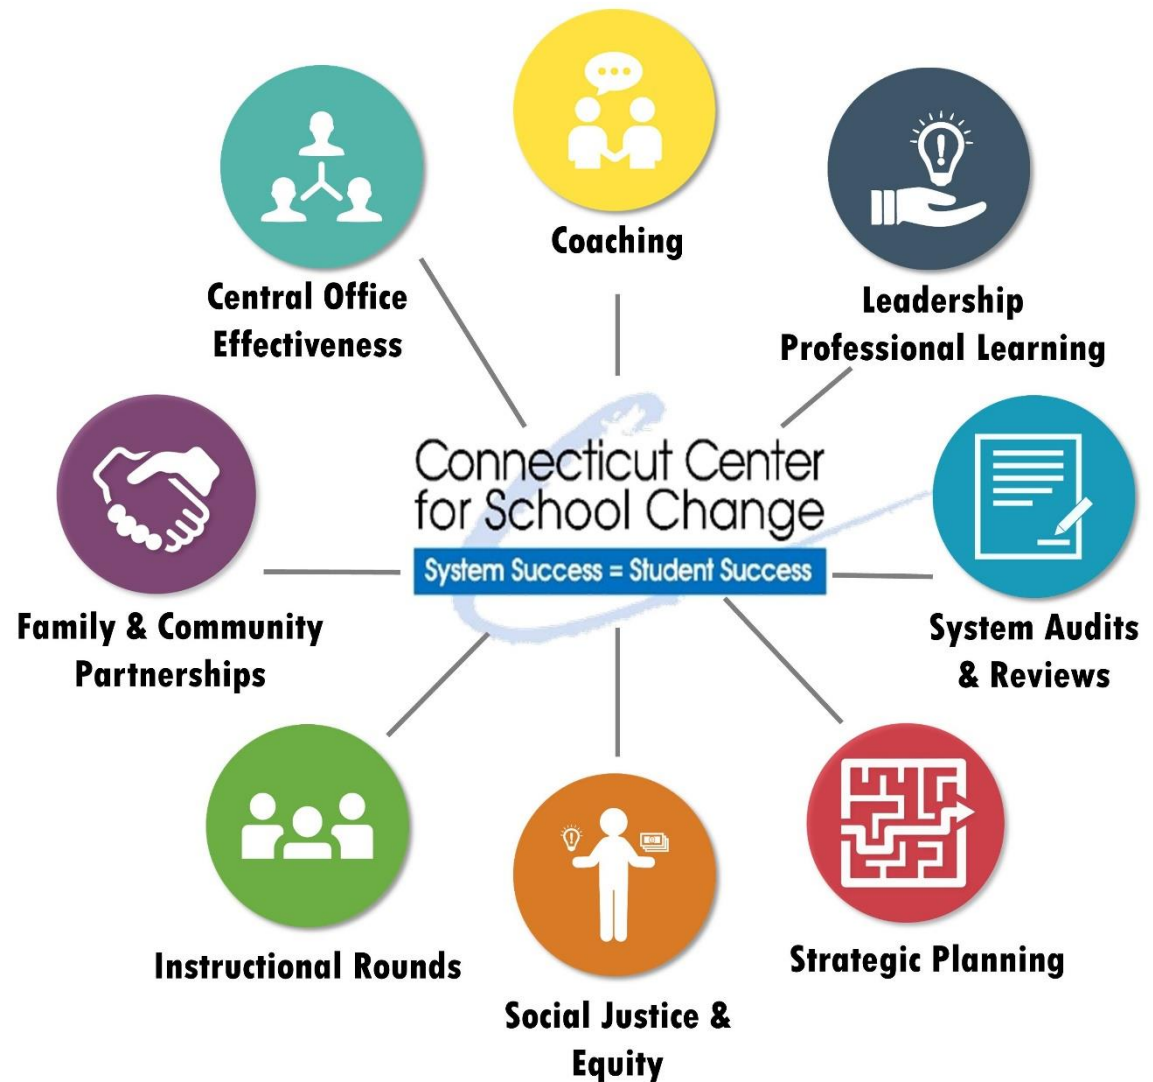 Coaching
Leadership
Professional Learning
Central Office
Effectiveness
Connecticut Center
for School Change
System Success = Student Success
Family & Community
Partnerships
System Audits
& Reviews
Instructional Rounds
Strategic Planning
Social Justice &
Equity